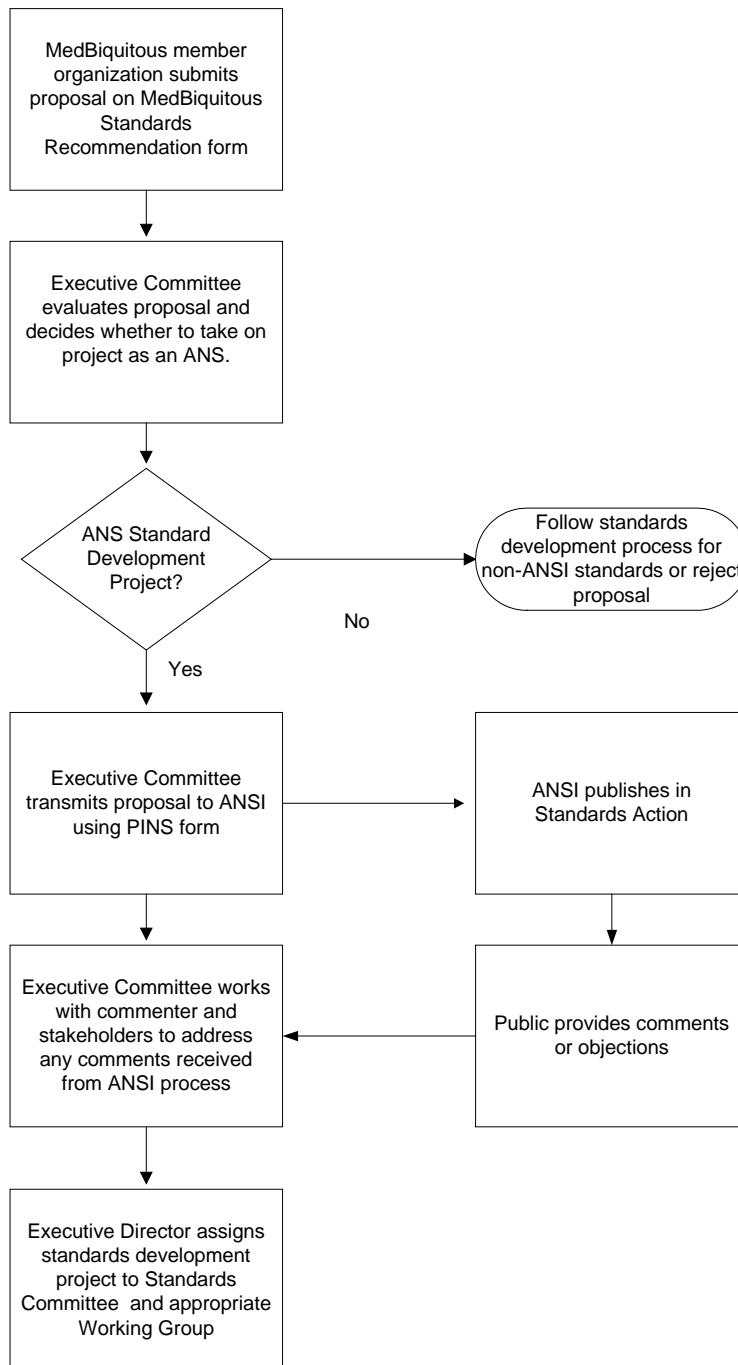 MedBiquitous member
organization submits
proposal on MedBiquitous
Standards
Recommendation form
Executive Committee
evaluates proposal and
decides whether to take on
project as an ANS.
ANS Standard
Development
Project?
Follow standards
development process for
non-ANSI standards or reject
proposal
No
Yes
Executive Committee
transmits proposal to ANSI
using PINS form
ANSI publishes in
Standards Action
Executive Committee works
with commenter and
stakeholders to address
any comments received
from ANSI process
Public provides comments
or objections
Executive Director assigns
standards development
project to Standards
Committee and appropriate
Working Group